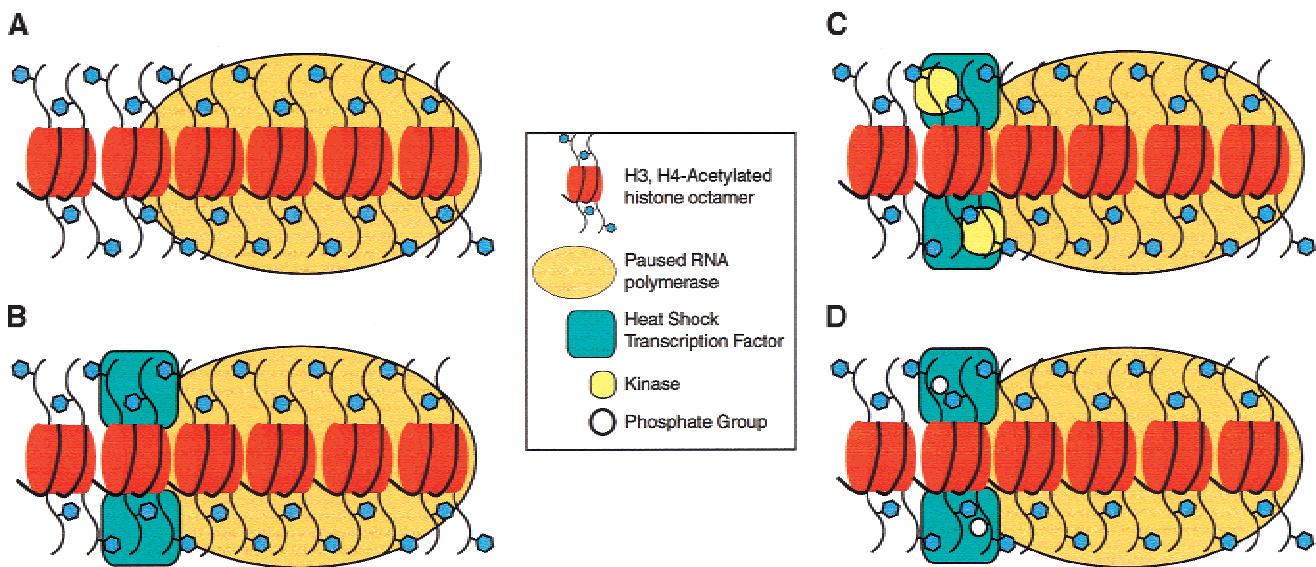 A
B
H3, H4-Acetylated
histone octamer
Paused RNA
polymerase
Heat Shock
Transcription Factor
Kinase
Phosphate Group
C
D